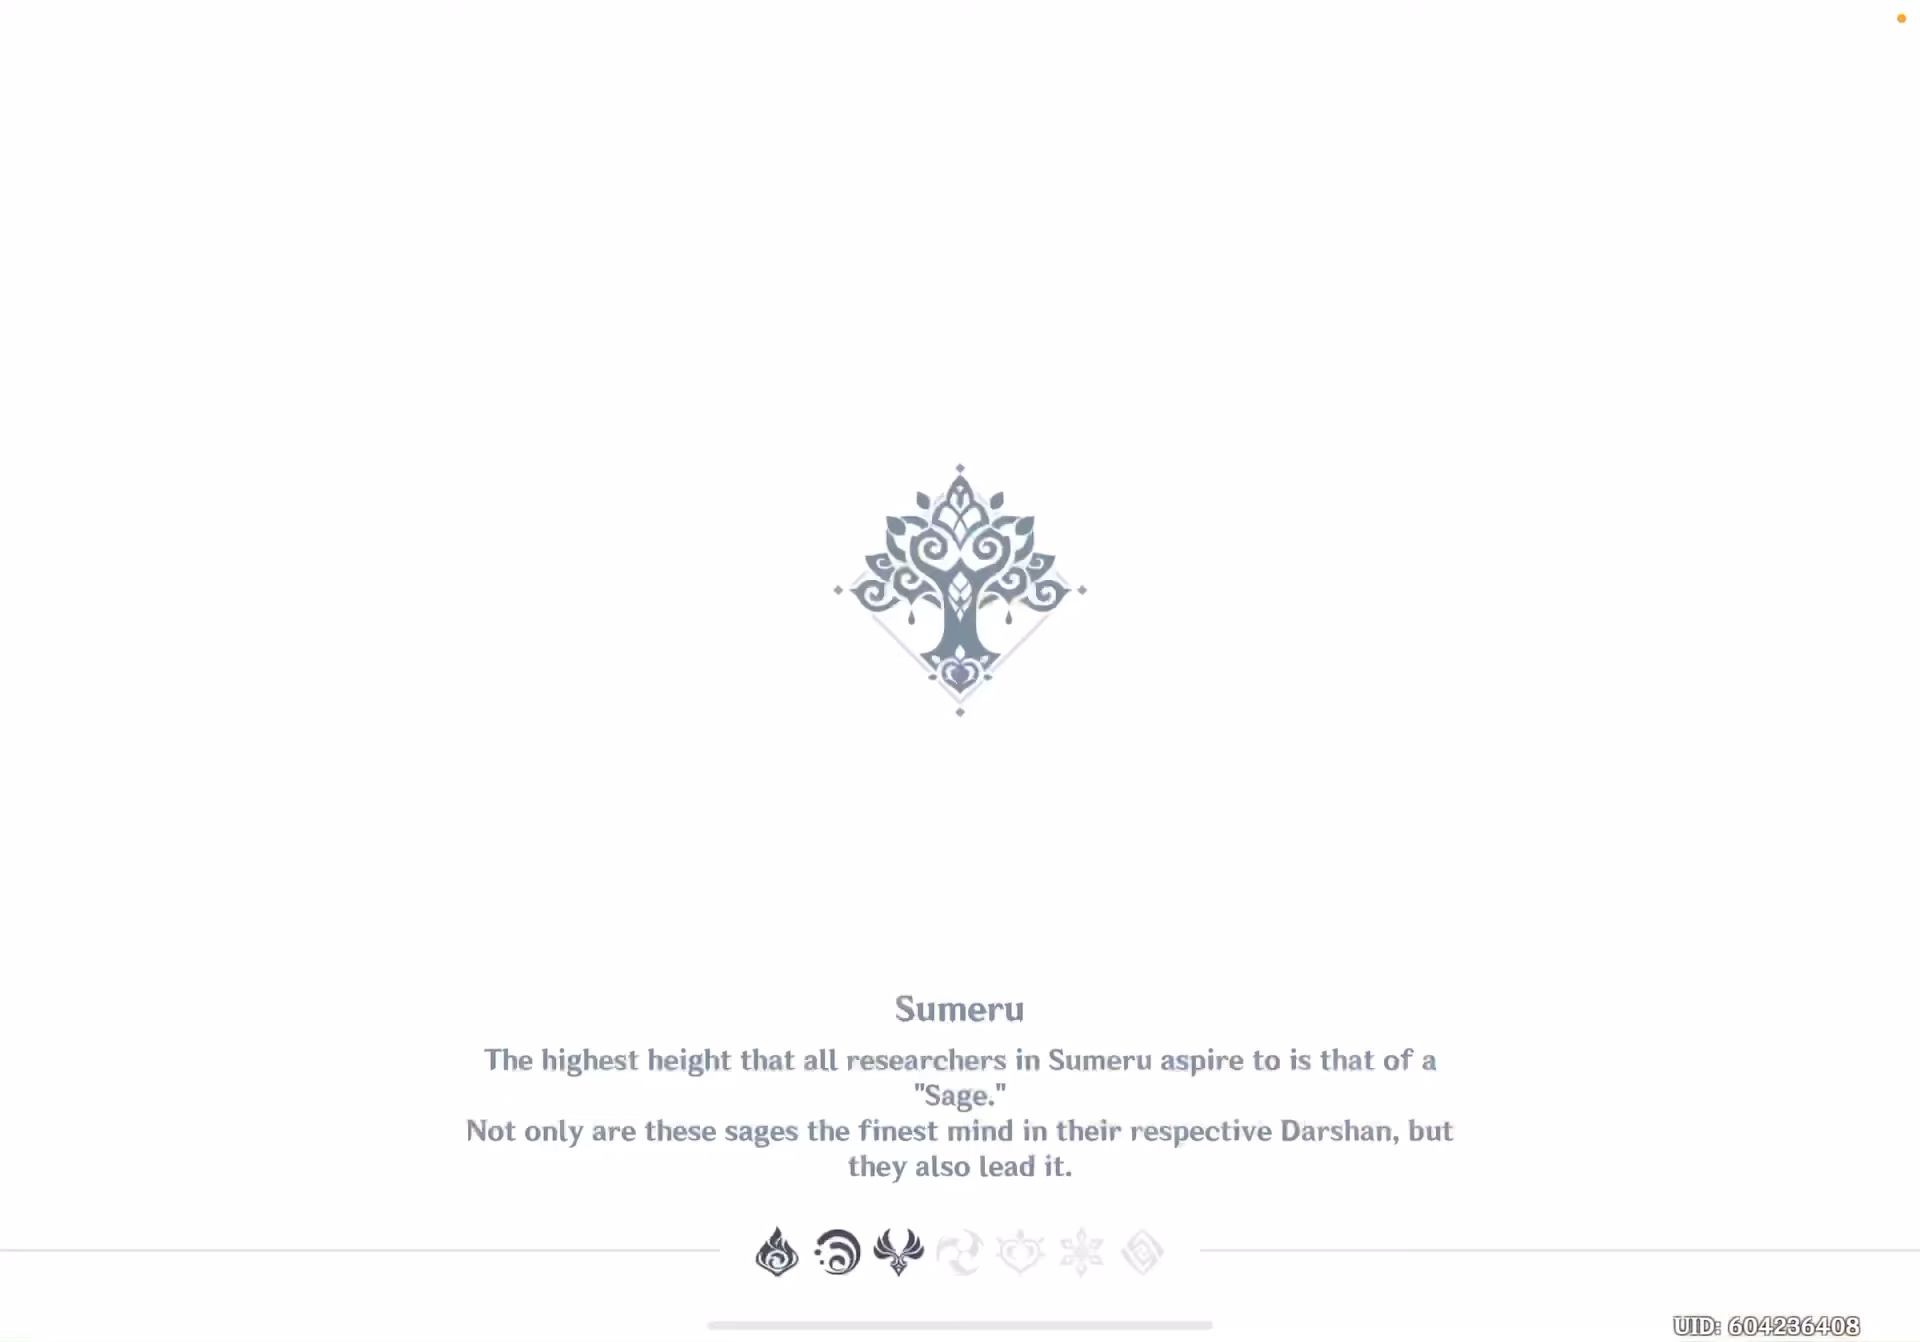 Sumeru
The highest height that all researchers in Sumeru aspire to is that of a
"Sage."
Not only are these sages the finest mind in their respective Darshan, but
they also lead it.
UID: 604236408